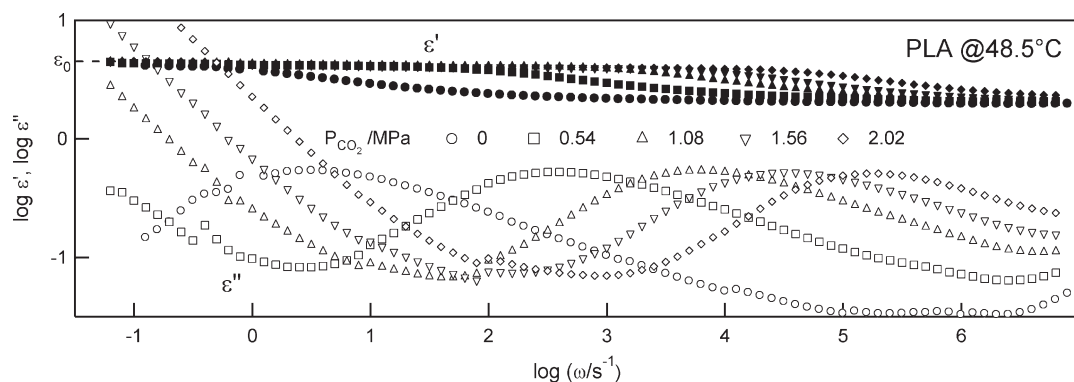 1
ε'
PLA @48.5°C
ε₀
0
P_CO₂ /MPa ○ 0 □ 0.54 △ 1.08 ▽ 1.56 ◇ 2.02
log ε', log ε"
-1
ε"
-1 0 1 2 3 4 5 6
log (ω/s⁻¹)